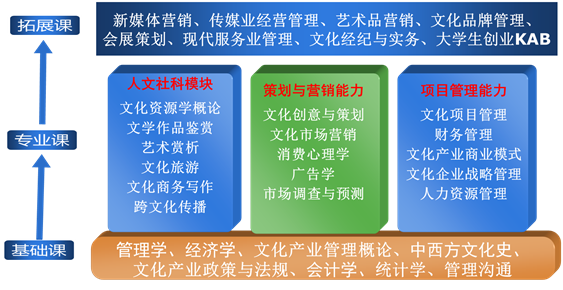 拓展课
新媒体营销、传媒业经营管理、艺术品营销、文化品牌管理、
会展策划、现代服务业管理、文化经纪与实务、大学生创业KAB
专业课
人文社科模块
文化资源学概论
文学作品鉴赏
艺术赏析
文化旅游
文化商务写作
跨文化传播
策划与营销能力
文化创意与策划
文化市场营销
消费心理学
广告学
市场调查与预测
项目管理能力
文化项目管理
财务管理
文化产业商业模式
文化企业战略管理
人力资源管理
基础课
管理学、经济学、文化产业管理概论、中西方文化史、
文化产业政策与法规、会计学、统计学、管理沟通